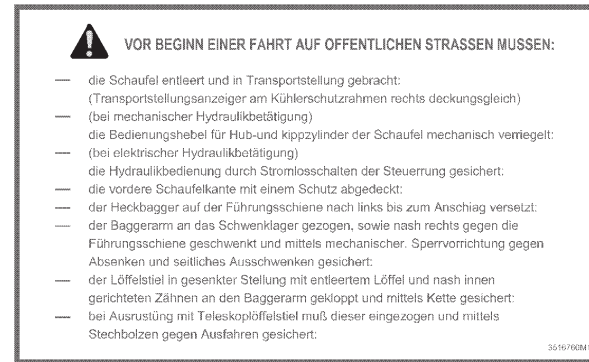 VOR BEGINN EINER FAHRT AUF OFFENTLICHEN STRASSEN MUSSEN:
— die Schaufel entleert und in Transportstellung gebracht:
(Transportstellungsanzeiger am Kühlerschutzrahmen rechts deckungsgleich)
— (bei mechanischer Hydraulikbetätigung)
die Bedienungshebel für Hub-und kippzylinder der Schaufel mechanisch verriegelt:
— (bei elektrischer Hydraulikbetätigung)
die Hydraulikbedienung durch Stromlosschalten der Steuerrung gesichert:
— die vordere Schaufelkante mit einem Schutz abgedeckt:
— der Heckbagger auf der Führungsschiene nach links bis zum Anschiag versetzt:
— der Baggerarm an das Schwenklager gezogen, sowie nash rechts gegen die
Führungsschiene geschwenkt und mittels mechanischer. Sperrvorrichtung gegen
Absenken und seitliches Ausschwenken gesichert:
— der Löffelstiel in gesenkter Stellung mit entleertem Löffel und nash innen
gerichteten Zähnen an den Baggerarm gekloppt und mittels Kette gesichert:
— bei Ausrustung mit Teleskoplöffelstiel muß dieser eingezogen und mittels
Stechbolzen gegen Ausfahren gesichert:
3516760M1